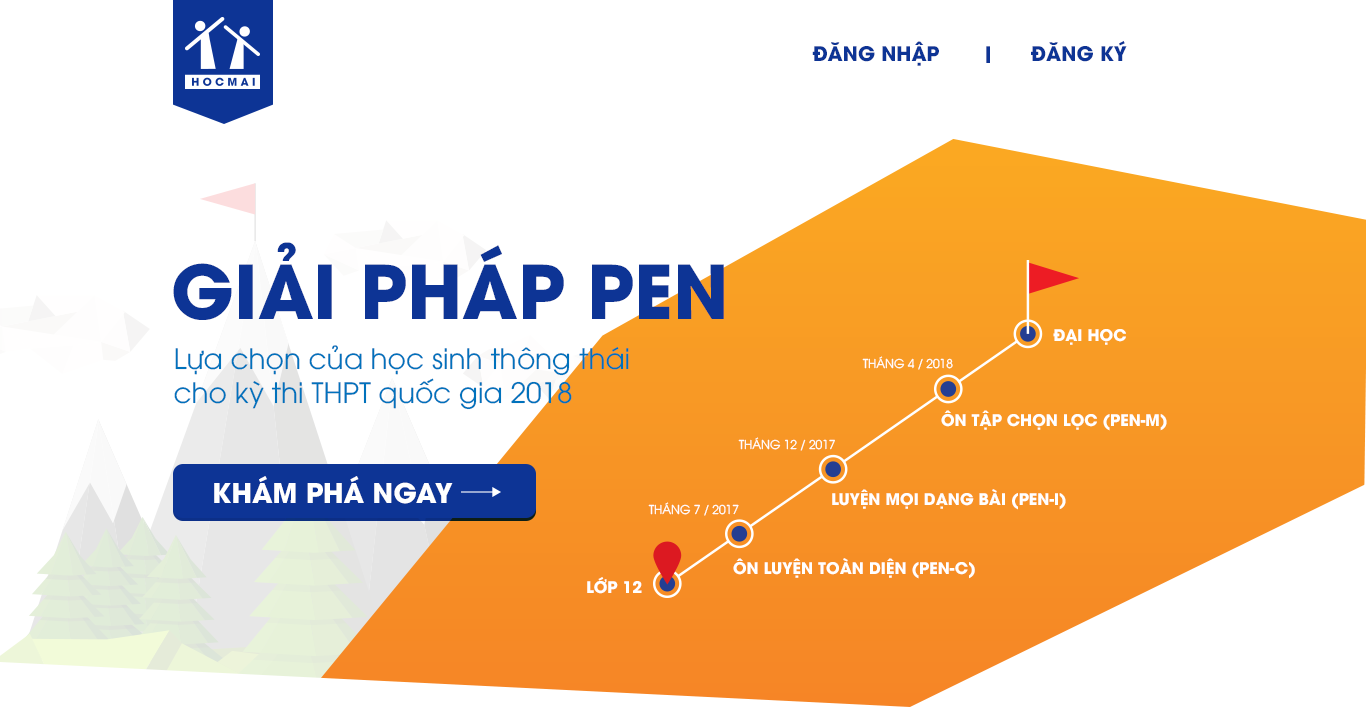 HOCMAI
ĐĂNG NHẬP | ĐĂNG KÝ
GIẢI PHÁP PEN
Lựa chọn của học sinh thông thái
cho kỳ thi THPT quốc gia 2018
KHÁM PHÁ NGAY
ĐẠI HỌC
THÁNG 4 / 2018
ÔN TẬP CHỌN LỌC (PEN-M)
THÁNG 12 / 2017
LUYỆN MỌI DẠNG BÀI (PEN-I)
THÁNG 7 / 2017
ÔN LUYỆN TOÀN DIỆN (PEN-C)
LỚP 12